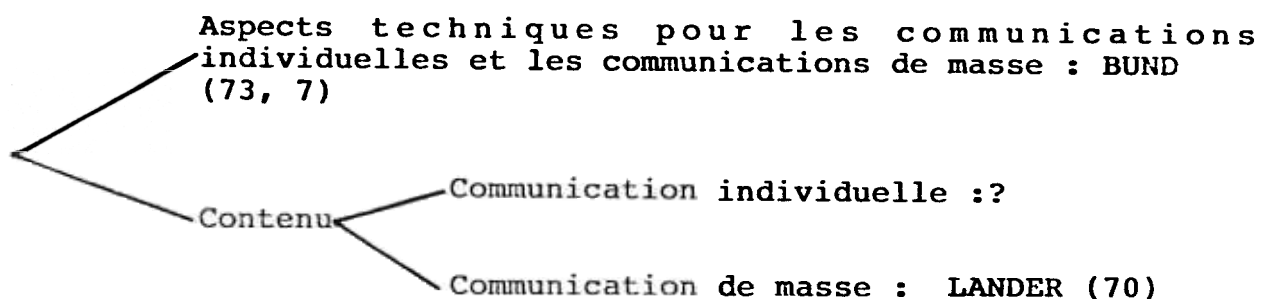 Aspects techniques pour les communications
individuelles et les communications de masse : BUND
(73, 7)
Communication individuelle :?
Contenu
Communication de masse : LANDER (70)